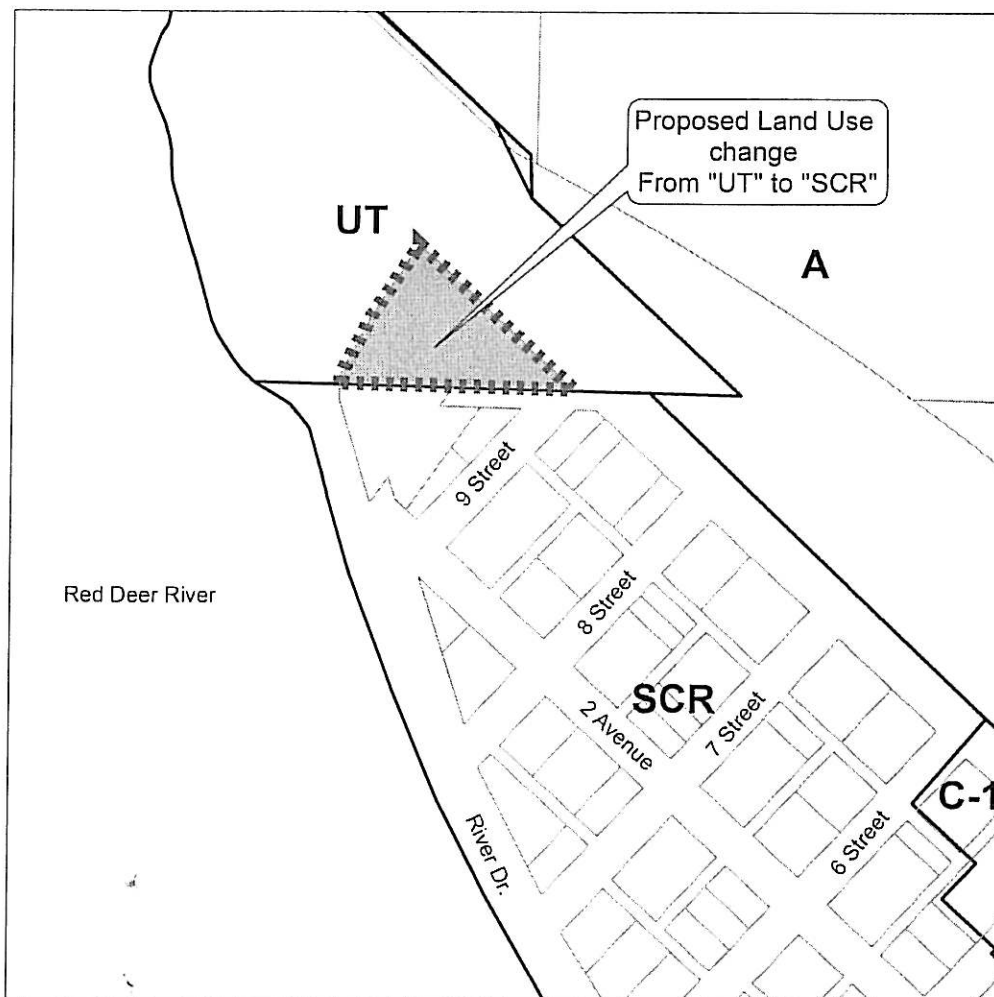 Proposed Land Use
change
From "UT" to "SCR"
UT
A
9 Street
Red Deer River
8 Street
SCR
2 Avenue
7 Street
C-1
River Dr.
6 Street